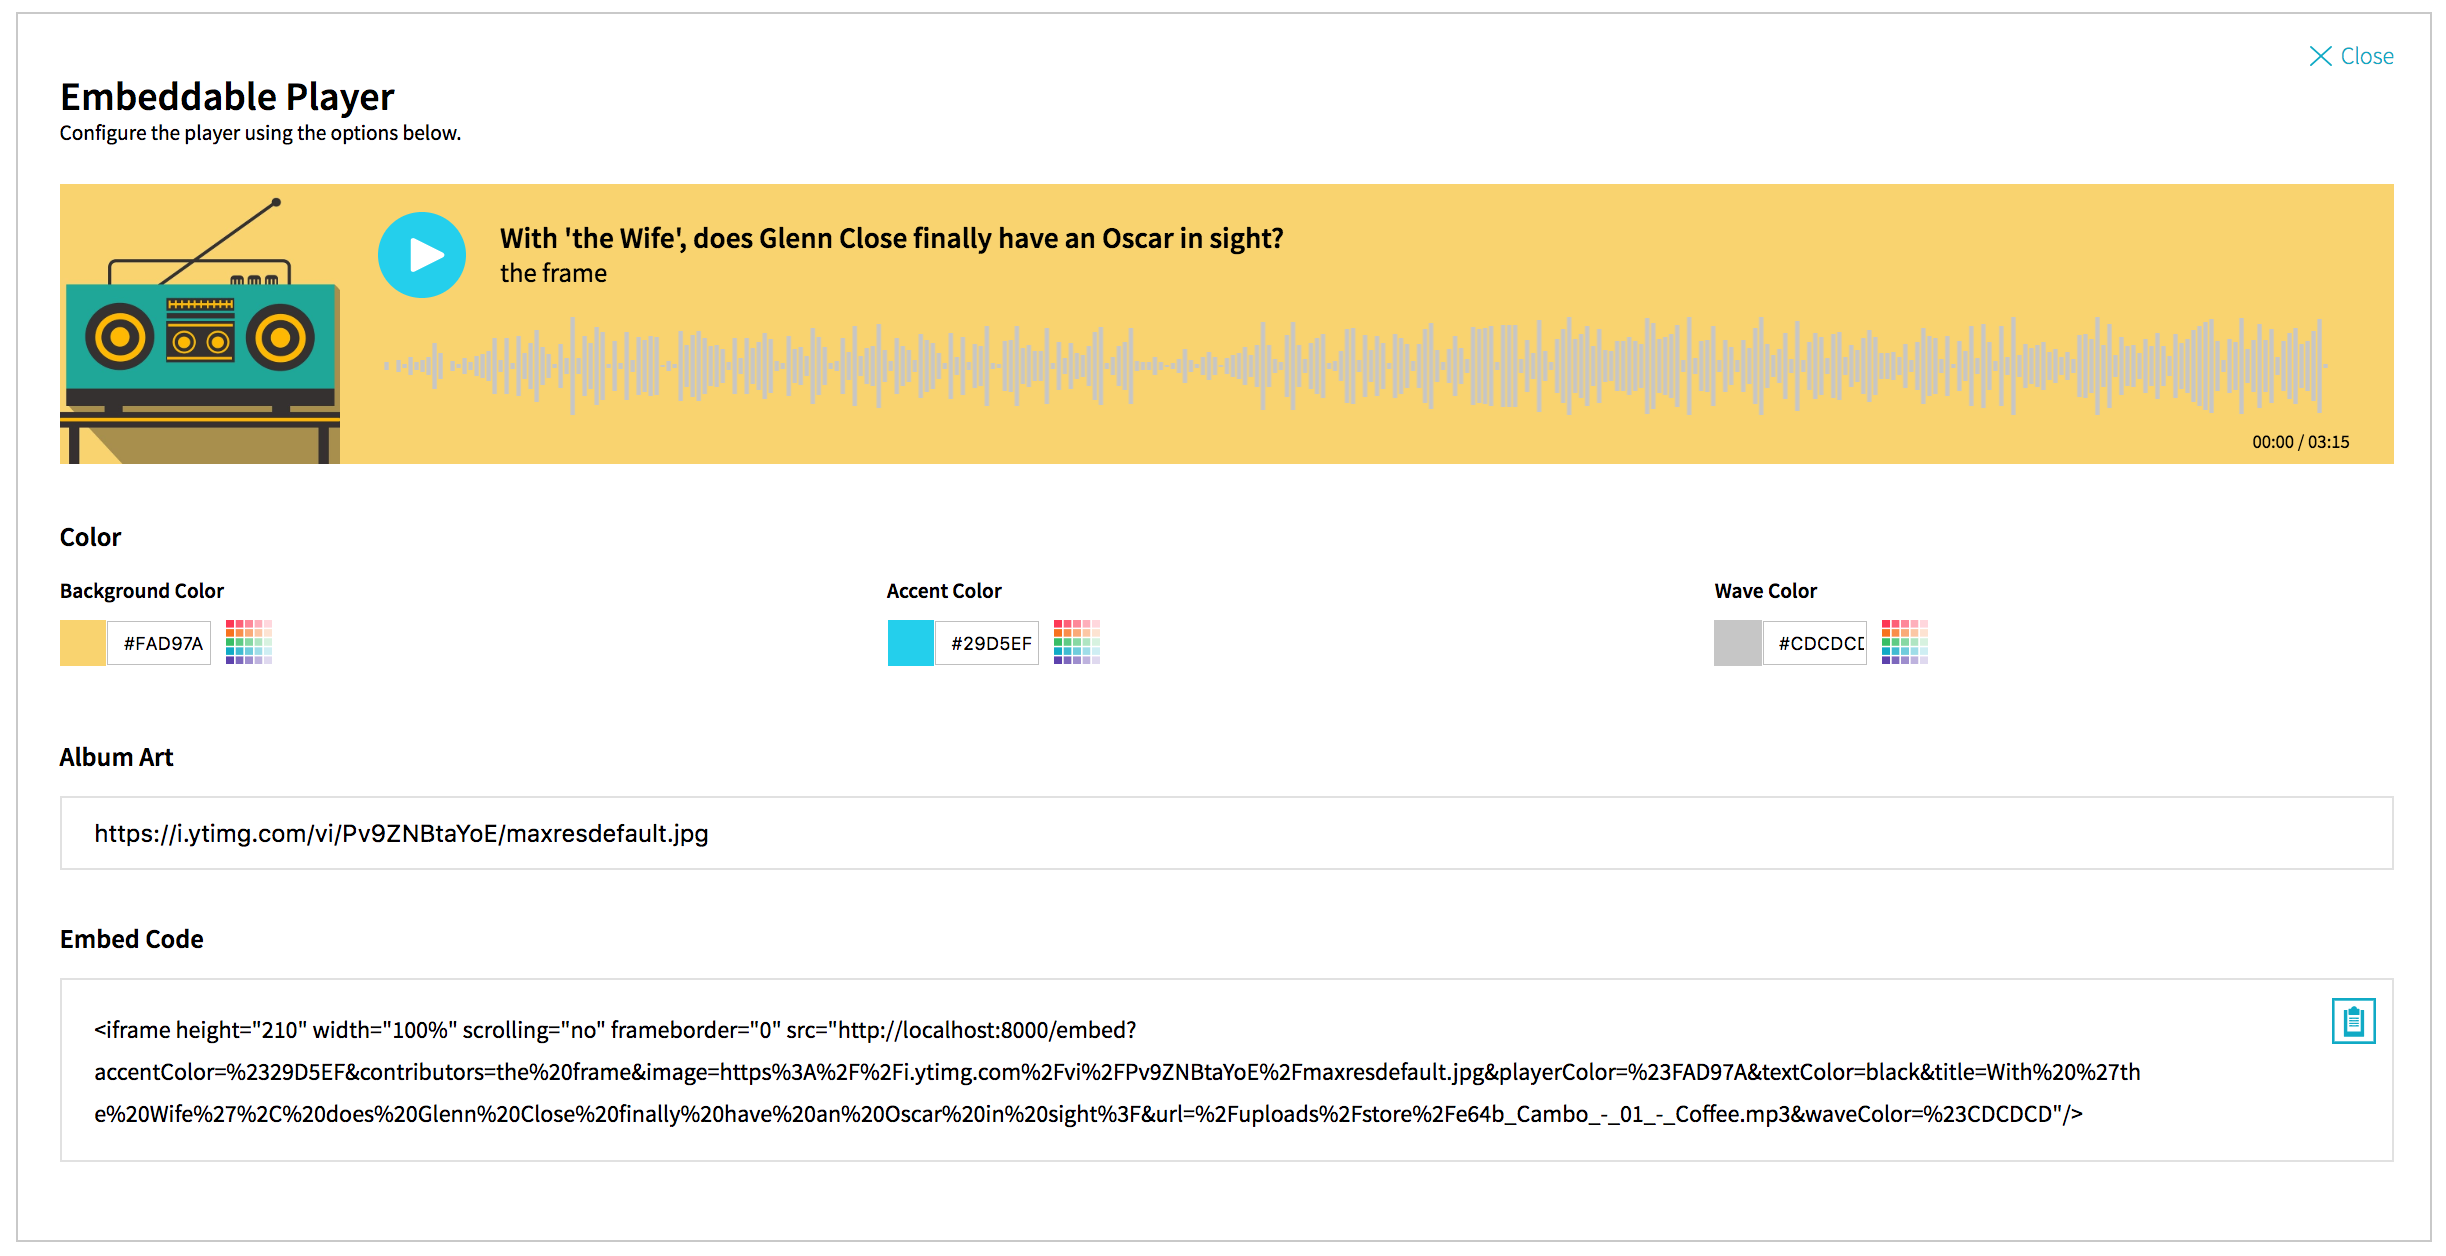 Close
Embeddable Player
Configure the player using the options below.
With 'the Wife', does Glenn Close finally have an Oscar in sight?
the frame
00:00 / 03:15
Color
Background Color
Accent Color
Wave Color
#FAD97A
#29D5EF
#CDCDCD
Album Art
https://i.ytimg.com/vi/Pv9ZNBtaYoE/maxresdefault.jpg
Embed Code
<iframe height="210" width="100%" scrolling="no" frameborder="0" src="http://localhost:8000/embed?
accentColor=%2329D5EF&contributors=the%20frame&image=https%3A%2F%2Fi.ytimg.com%2Fvi%2FPv9ZNBtaYoE%2Fmaxresdefault.jpg&playerColor=%23FAD97A&textColor=black&title=With%20%27th
e%20Wife%27%2C%20does%20Glenn%20Close%20finally%20have%20an%20Oscar%20in%20sight%3F&url=%2Fuploads%2Fstore%2Fe64b_Cambo_-_01_-_Coffee.mp3&waveColor=%23CDCDCD"/>